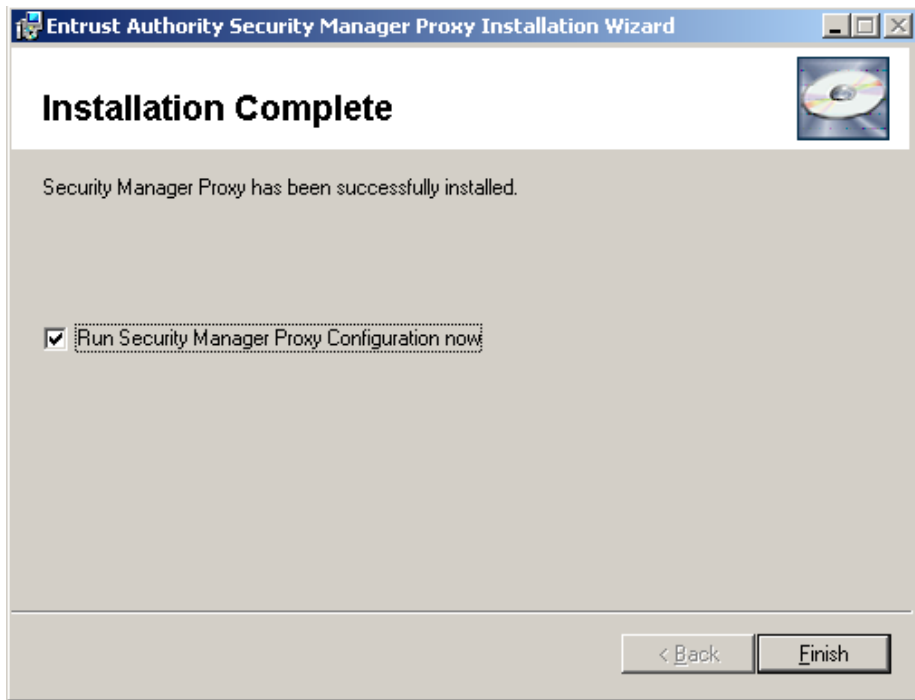 Entrust Authority Security Manager Proxy Installation Wizard
Installation Complete
Security Manager Proxy has been successfully installed.
Run Security Manager Proxy Configuration now
< Back
Finish